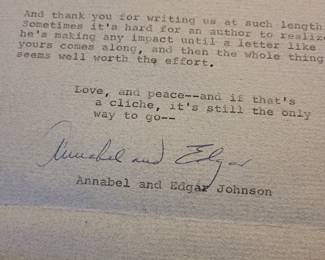 And thank you for writing us at such length.
Sometimes it's hard for an author to realize
he's making any impact until a letter like
yours comes along, and then the whole thing
seems well worth the effort.
Love, and peace--and if that's
a cliche, it's still the only
way to go--
Annabel and Edgar
Annabel and Edgar Johnson